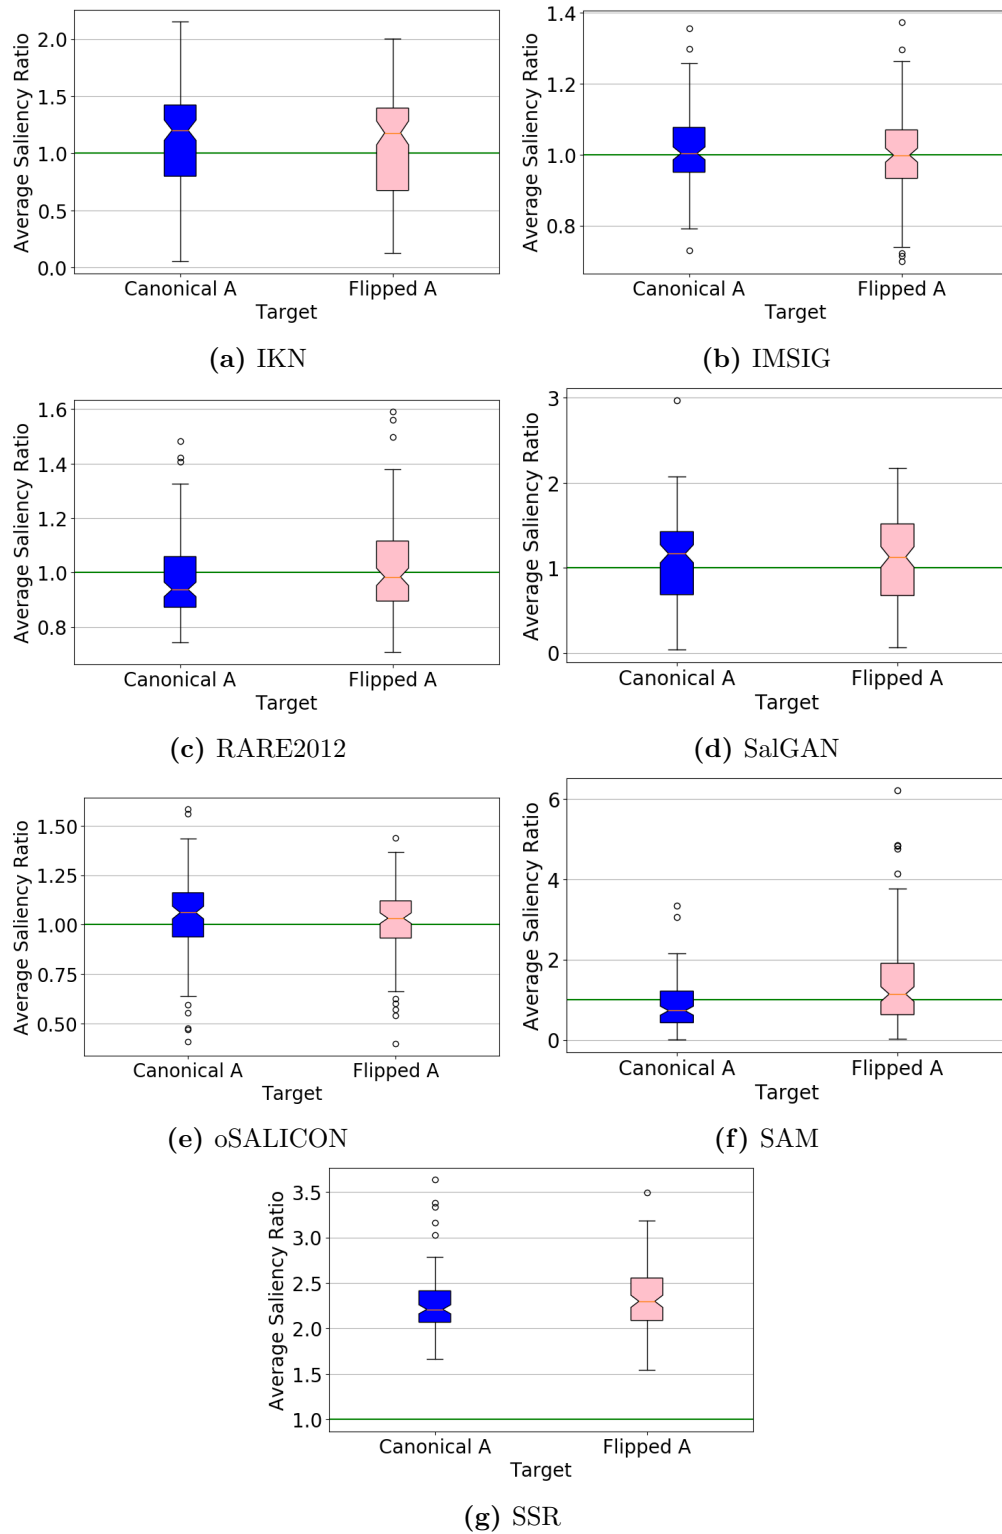 Average Saliency Ratio
2.0
1.5
1.0
0.5
0.0
Canonical A Flipped A
Target
(a) IKN
Average Saliency Ratio
1.4
1.2
1.0
0.8
Canonical A Flipped A
Target
(b) IMSIG
Average Saliency Ratio
1.6
1.4
1.2
1.0
0.8
Canonical A Flipped A
Target
(c) RARE2012
Average Saliency Ratio
3
2
1
0
Canonical A Flipped A
Target
(d) SalGAN
Average Saliency Ratio
1.50
1.25
1.00
0.75
0.50
Canonical A Flipped A
Target
(e) oSALICON
Average Saliency Ratio
6
4
2
0
Canonical A Flipped A
Target
(f) SAM
Average Saliency Ratio
3.5
3.0
2.5
2.0
1.5
1.0
Canonical A Flipped A
Target
(g) SSR